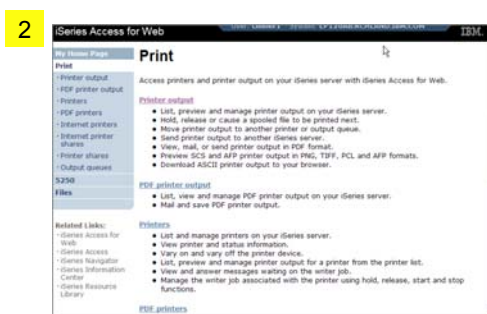 2
iSeries Access for Web
IBM.
My Home Page
Print
Print
Access printers and printer output on your iSeries server with iSeries Access for Web.
• Printer output
• PDF printer output
• Printers
• PDF printers
• Internet printers
• Internet printer
shares
• Printer shares
• Output queues
5250
Files
Related Links:
• iSeries Access for
Web
• iSeries Access
• iSeries Navigator
• iSeries Information
Center
• iSeries Resource
Library
Printer output
• List, preview and manage printer output on your iSeries server.
• Hold, release or cause a spooled file to be printed next.
• Move printer output to another printer or output queue.
• Send printer output to another iSeries server.
• View, mail, or send printer output in PDF format.
• Preview SCS and AFP printer output in PNG, TIFF, PCL and AFP formats.
• Download ASCII printer output to your browser.
PDF printer output
• List, view and manage PDF printer output on your iSeries server.
• Mail and save PDF printer output.
Printers
• List and manage printers on your iSeries server.
• View printer and status information.
• Vary on and vary off the printer device.
• List, preview and manage printer output for a printer from the printer list.
• View and answer messages waiting on the writer job.
• Manage the writer job associated with the printer using hold, release, start and stop
functions.
PDF printers